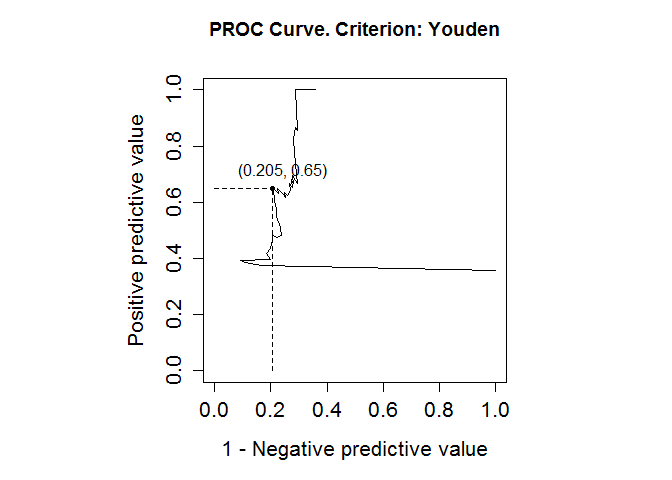 PROC Curve. Criterion: Youden
Positive predictive value
1.0
0.8
0.6
0.4
0.2
0.0
(0.205, 0.65)
0.0 0.2 0.4 0.6 0.8 1.0
1 - Negative predictive value